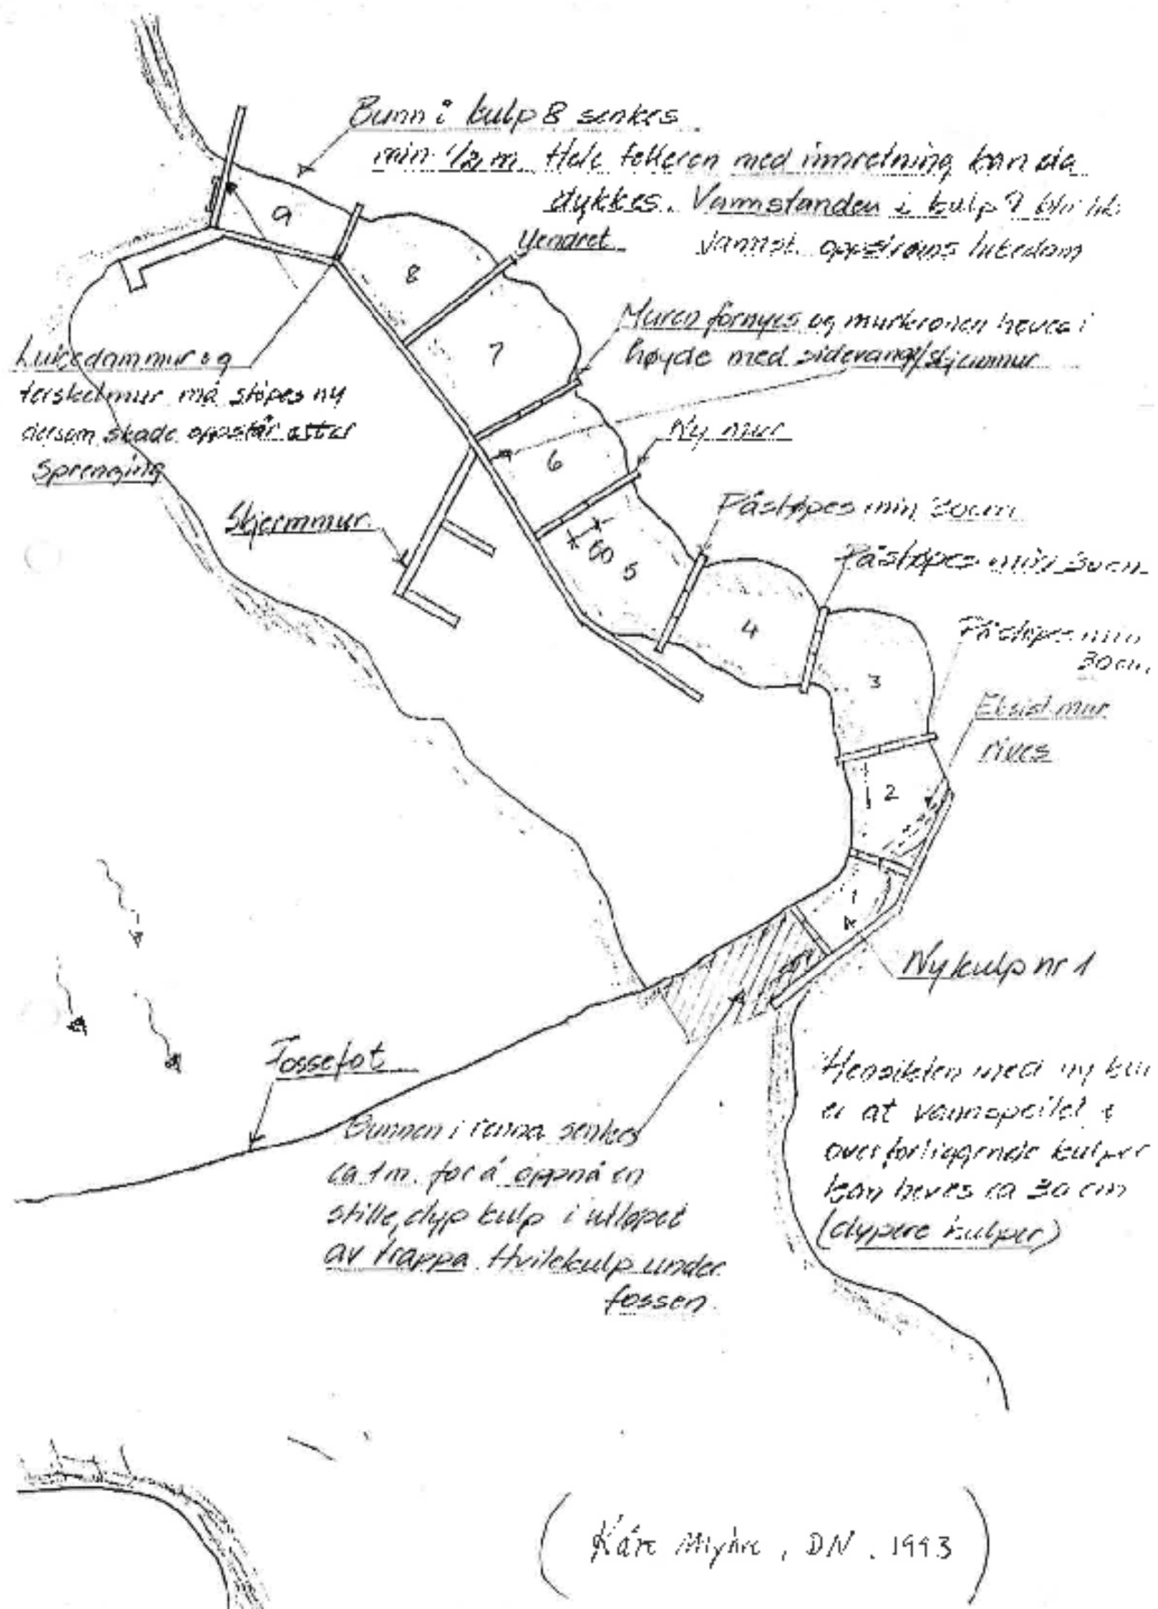 Bunn i kulp 8 senkes
min 1/2 m. Hele telleren med innretning kan da
dykkes. Vannstanden i kulp 9 blir lik
vannst. oppstrøms lukedam
9
8
Uendret
7
Muren fornyes og murkronen heves i
høyde med sidevange/skjermmur
Lukedammur og
terskelmur må støpes ny
dersom skade oppstår etter
sprenging
6
Ny mur
Skjermmur
60
5
Påstøpes min 30cm
Påstøpes min 30cm
4
Påstøpes min
30cm.
3
Eksist mur
rives
2
1
Ny kulp nr 1
Fossefot
Hensikten med ny
er at vannspeilet i
overforliggende kulper
kan heves ca 30 cm
(dypere kulper)
Bunnen i renna senkes
ca 1m. for å oppnå en
stille, dyp kulp i utløpet
av trappa. Hvilekulp under
fossen.
(Kåre , DN. 1993)